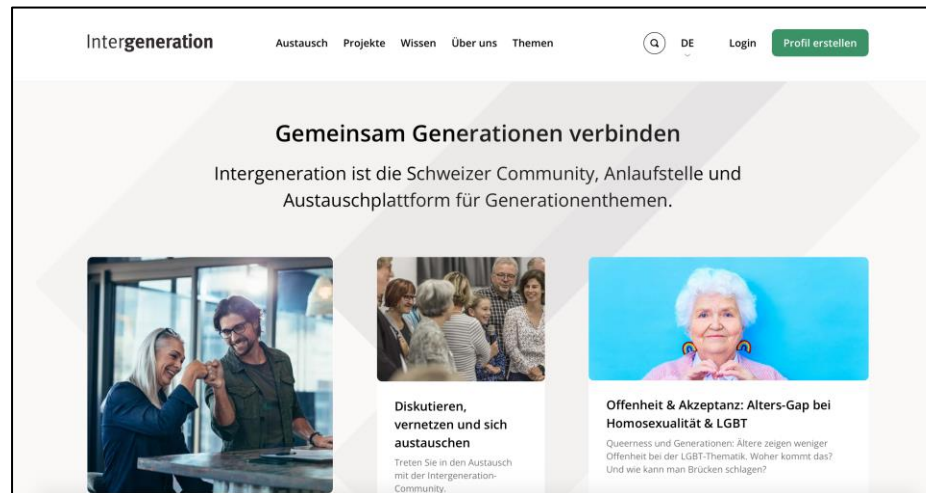 Intergeneration
Austausch Projekte Wissen Über uns Themen
DE
Login
Profil erstellen
Gemeinsam Generationen verbinden
Intergeneration ist die Schweizer Community, Anlaufstelle und
Austauschplattform für Generationenthemen.
Diskutieren,
vernetzen und sich
austauschen
Treten Sie in den Austausch
mit der Intergeneration-
Community.
Offenheit & Akzeptanz: Alters-Gap bei
Homosexualität & LGBT
Queerness und Generationen: Ältere zeigen weniger
Offenheit bei der LGBT-Thematik. Woher kommt das?
Und wie kann man Brücken schlagen?